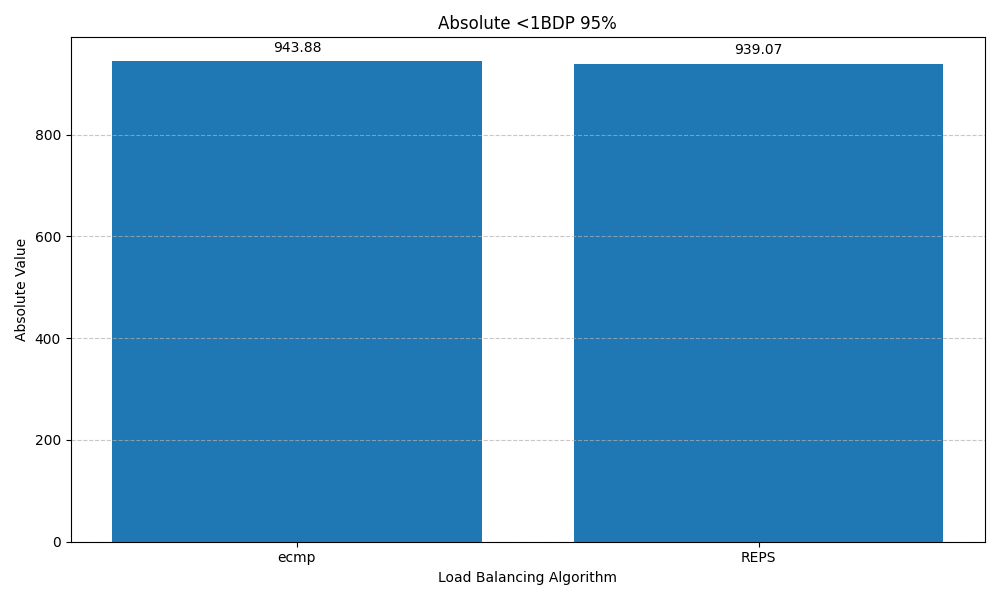 Absolute <1BDP 95%
943.88
939.07
800
600
400
200
0
Absolute Value
ecmp
REPS
Load Balancing Algorithm